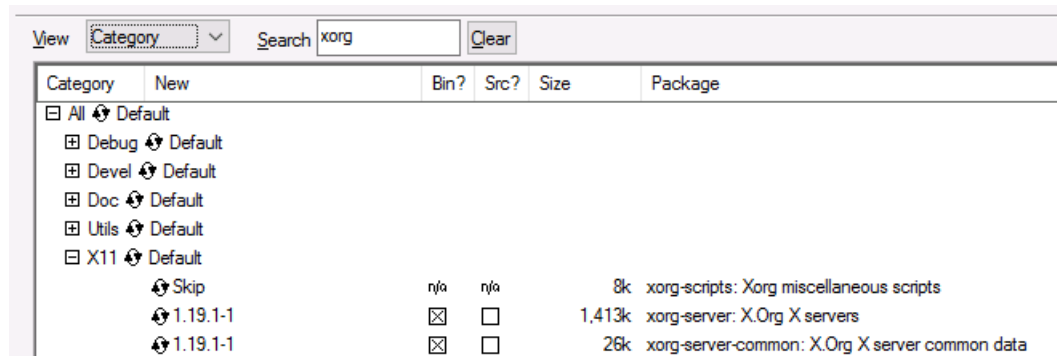 View Category Search xorg Clear
Category New Bin? Src? Size Package
All Default
Debug Default
Devel Default
Doc Default
Utils Default
X11 Default
Skip n/a n/a 8k xorg-scripts: Xorg miscellaneous scripts
1.19.1-1 1,413k xorg-server: X.Org X servers
1.19.1-1 26k xorg-server-common: X.Org X server common data